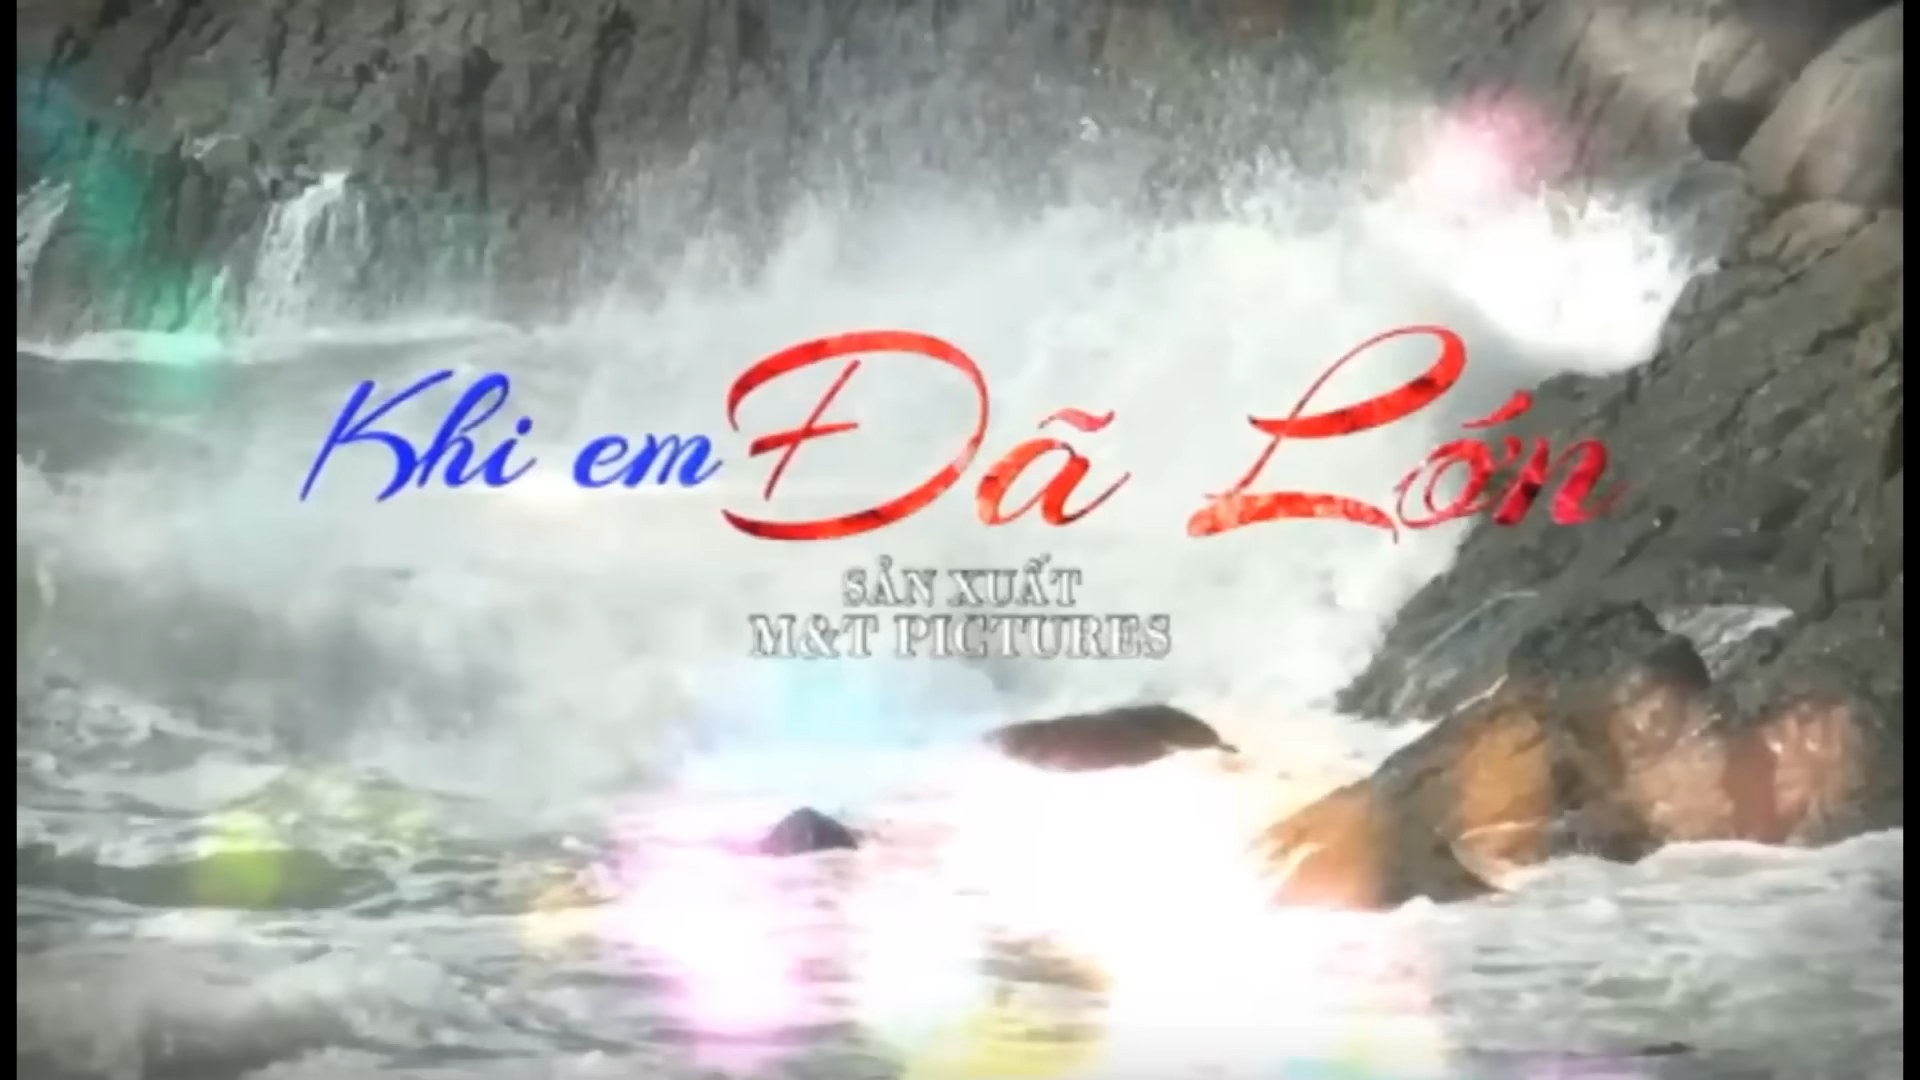 Khi em Đã Lớn
SẢN XUẤT
M&T PICTURES